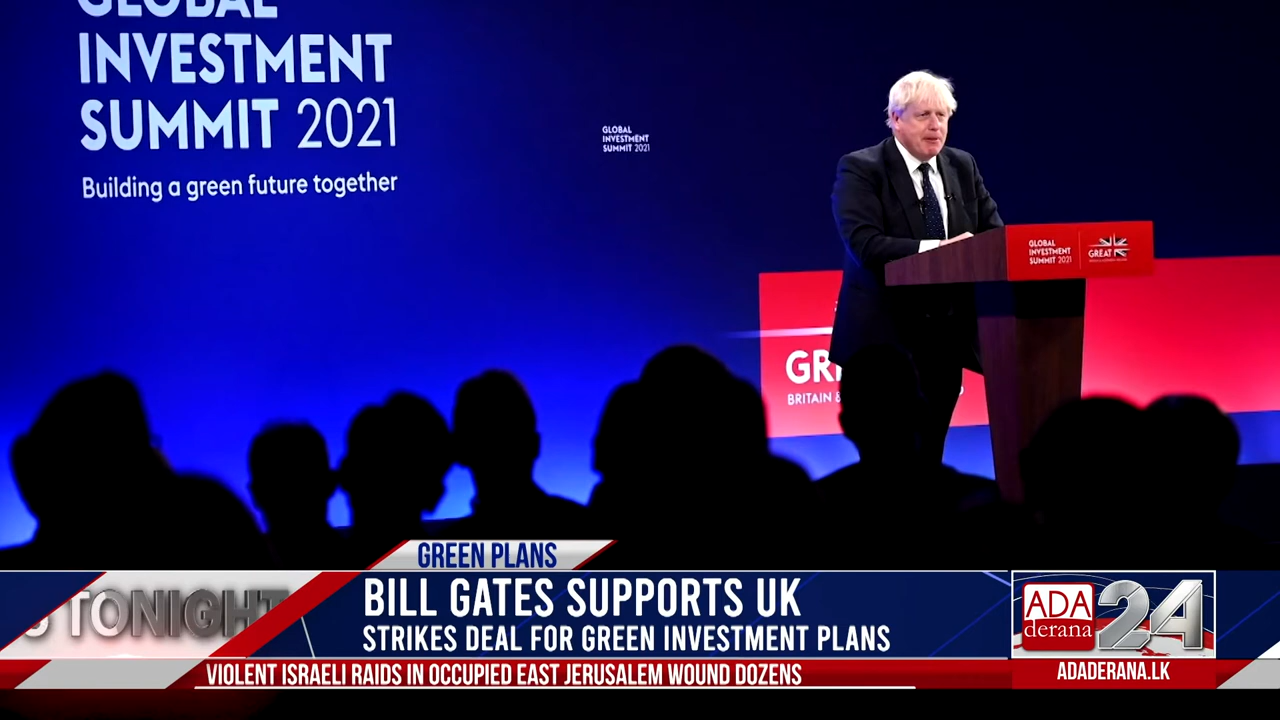 GLOBAL
INVESTMENT
SUMMIT 2021
Building a green future together
GLOBAL
INVESTMENT
SUMMIT 2021
GLOBAL
INVESTMENT
SUMMIT 2021
GREAT
BRITAIN &
GREEN PLANS
TONIGHT
BILL GATES SUPPORTS UK
STRIKES DEAL FOR GREEN INVESTMENT PLANS
ADA
derana
24
VIOLENT ISRAELI RAIDS IN OCCUPIED EAST JERUSALEM WOUND DOZENS
ADADERANA.LK